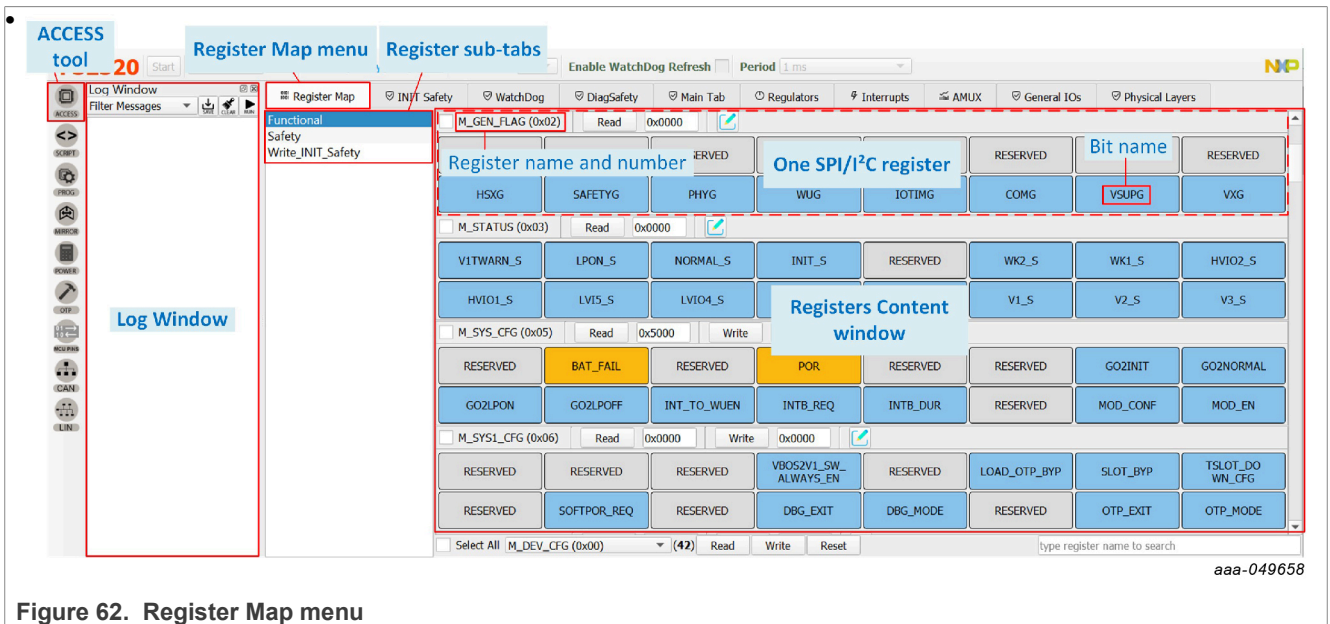 •
ACCESS
tool
Register Map menu
Register sub-tabs
20 Start Enable WatchDog Refresh Period 1 ms NXP
Log Window
Filter Messages SAVE CLEAR RUN
Register Map INIT Safety WatchDog DiagSafety Main Tab Regulators Interrupts AMUX General IOs Physical Layers
ACCESS
SCRIPT
PROG
MIRROR
POWER
OTP
MCU PINS
CAN
LIN
Log Window
Functional
Safety
Write_INIT_Safety
M_GEN_FLAG (0x02) Read 0x0000
Register name and number
One SPI/I²C register
Bit name
RESERVED RESERVED
HSXG SAFETYG PHYG WUG IOTIMG COMG VSUPG VXG
M_STATUS (0x03) Read 0x0000
V1TWARN_S LPON_S NORMAL_S INIT_S RESERVED WK2_S WK1_S HVIO2_S
HVIO1_S LVI5_S LVIO4_S V1_S V2_S V3_S
Registers Content
window
M_SYS_CFG (0x05) Read 0x5000 Write
RESERVED BAT_FAIL RESERVED POR RESERVED RESERVED GO2INIT GO2NORMAL
GO2LPON GO2LPOFF INT_TO_WUEN INTB_REQ INTB_DUR RESERVED MOD_CONF MOD_EN
M_SYS1_CFG (0x06) Read 0x0000 Write 0x0000
RESERVED RESERVED RESERVED VBOS2V1_SW_ RESERVED LOAD_OTP_BYP SLOT_BYP TSLOT_DO
ALWAYS_EN WN_CFG
RESERVED SOFTPOR_REQ RESERVED DBG_EXIT DBG_MODE RESERVED OTP_EXIT OTP_MODE
Select All M_DEV_CFG (0x00) (42) Read Write Reset type register name to search
aaa-049658
Figure 62. Register Map menu